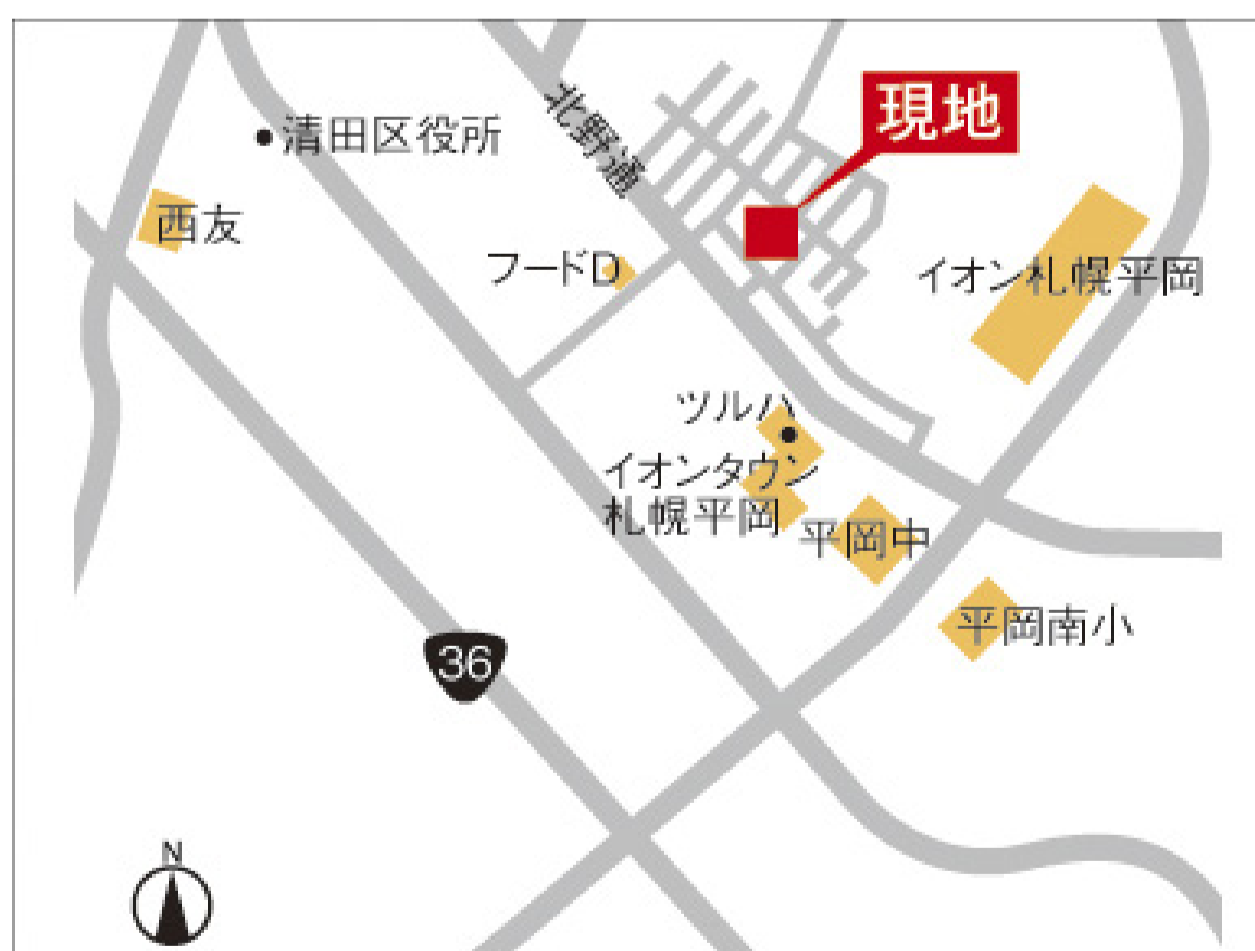 現地
北野通
清田区役所
西友
フードD
イオン札幌平岡
ツルハ
イオンタウン
札幌平岡
平岡中
平岡南小
36
N